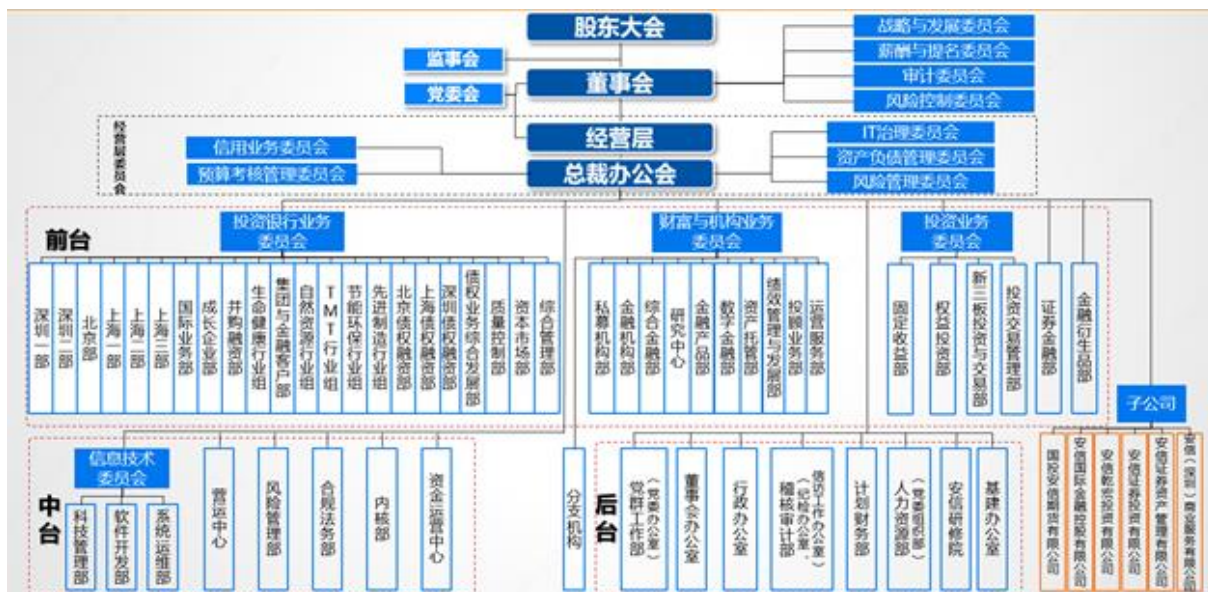 股东大会
监事会
党委会
董事会
战略与发展委员会
薪酬与提名委员会
审计委员会
风险控制委员会
经营层委员会
经营层
总裁办公会
信用业务委员会
预算考核管理委员会
IT治理委员会
资产负债管理委员会
风险管理委员会
前台
投资银行业务
委员会
深圳一部
深圳二部
北京部
上海一部
上海二部
上海三部
国际业务部
成长企业部
并购融资部
生命健康行业组
集团与金融客户部
自然资源行业组
TMT行业组
节能环保行业组
先进制造行业组
北京债权融资部
上海债权融资部
深圳债权融资部
债权业务综合发展部
质量控制部
资本市场部
综合管理部
财富与机构业务
委员会
私募机构部
金融机构部
综合金融部
研究中心
金融产品部
数字金融部
资产托管部
绩效管理与发展部
投顾业务部
运营服务部
投资业务
委员会
固定收益部
权益投资部
新三板投资与交易部
投资交易管理部
证券金融部
金融衍生品部
子公司
国投安信期货有限公司
安信国际金融控股有限公司
安信乾宏投资有限公司
安信证券投资有限公司
安信证券资产管理有限公司
安信（深圳）商业服务有限公司
中台
信息技术
委员会
科技管理部
软件开发部
系统运维部
营运中心
风险管理部
合规法务部
内核部
资金运营中心
分支机构
后台
党群工作部
（党委办公室）
董事会办公室
行政办公室
稽核审计部
（纪检办公室、
信访工作办公室）
计划财务部
人力资源部
（党委组织部）
安信研修院
基建办公室